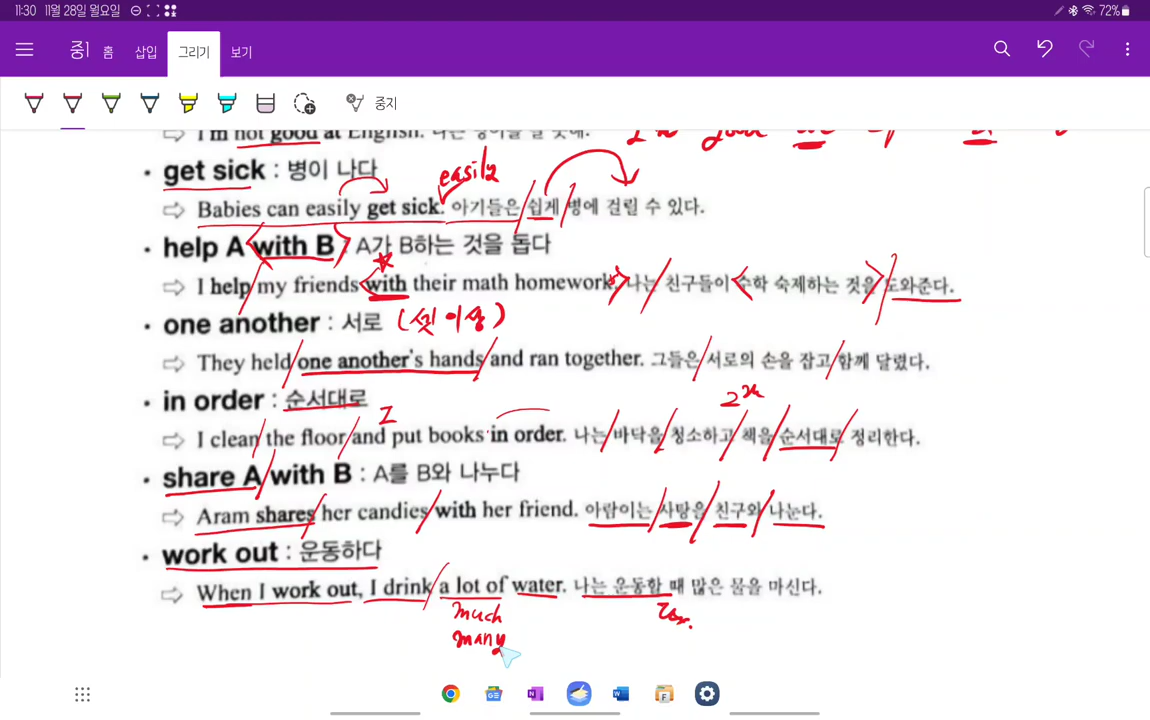 11:30 11월 28일 월요일 72%
중1 홈 삽입 그리기 보기
중지
⇨ I'm not good at English. 나는 영어를 잘 못해.
• get sick : 병이 나다
easily
⇨ Babies can easily get sick. 아기들은 쉽게 병에 걸릴 수 있다.
• help A with B : A가 B하는 것을 돕다
⇨ I help my friends with their math homework. 나는 친구들이 수학 숙제하는 것을 도와준다.
• one another : 서로 (셋 이상)
⇨ They held one another's hands and ran together. 그들은 서로의 손을 잡고 함께 달렸다.
• in order : 순서대로
I
⇨ I clean the floor and put books in order. 나는 바닥을 청소하고 책을 순서대로 정리한다.
• share A with B : A를 B와 나누다
⇨ Aram shares her candies with her friend. 아람이는 사탕을 친구와 나눈다.
• work out : 운동하다
⇨ When I work out, I drink a lot of water. 나는 운동할 때 많은 물을 마신다.
much
many